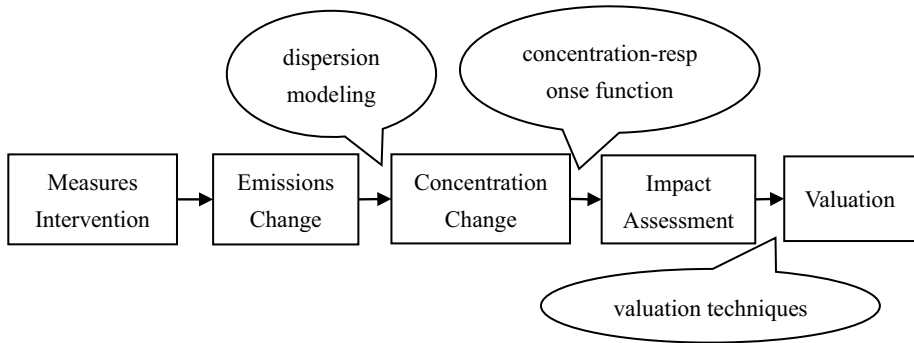 dispersion
modeling
concentration-resp
onse function
Measures
Intervention
Emissions
Change
Concentration
Change
Impact
Assessment
Valuation
valuation techniques